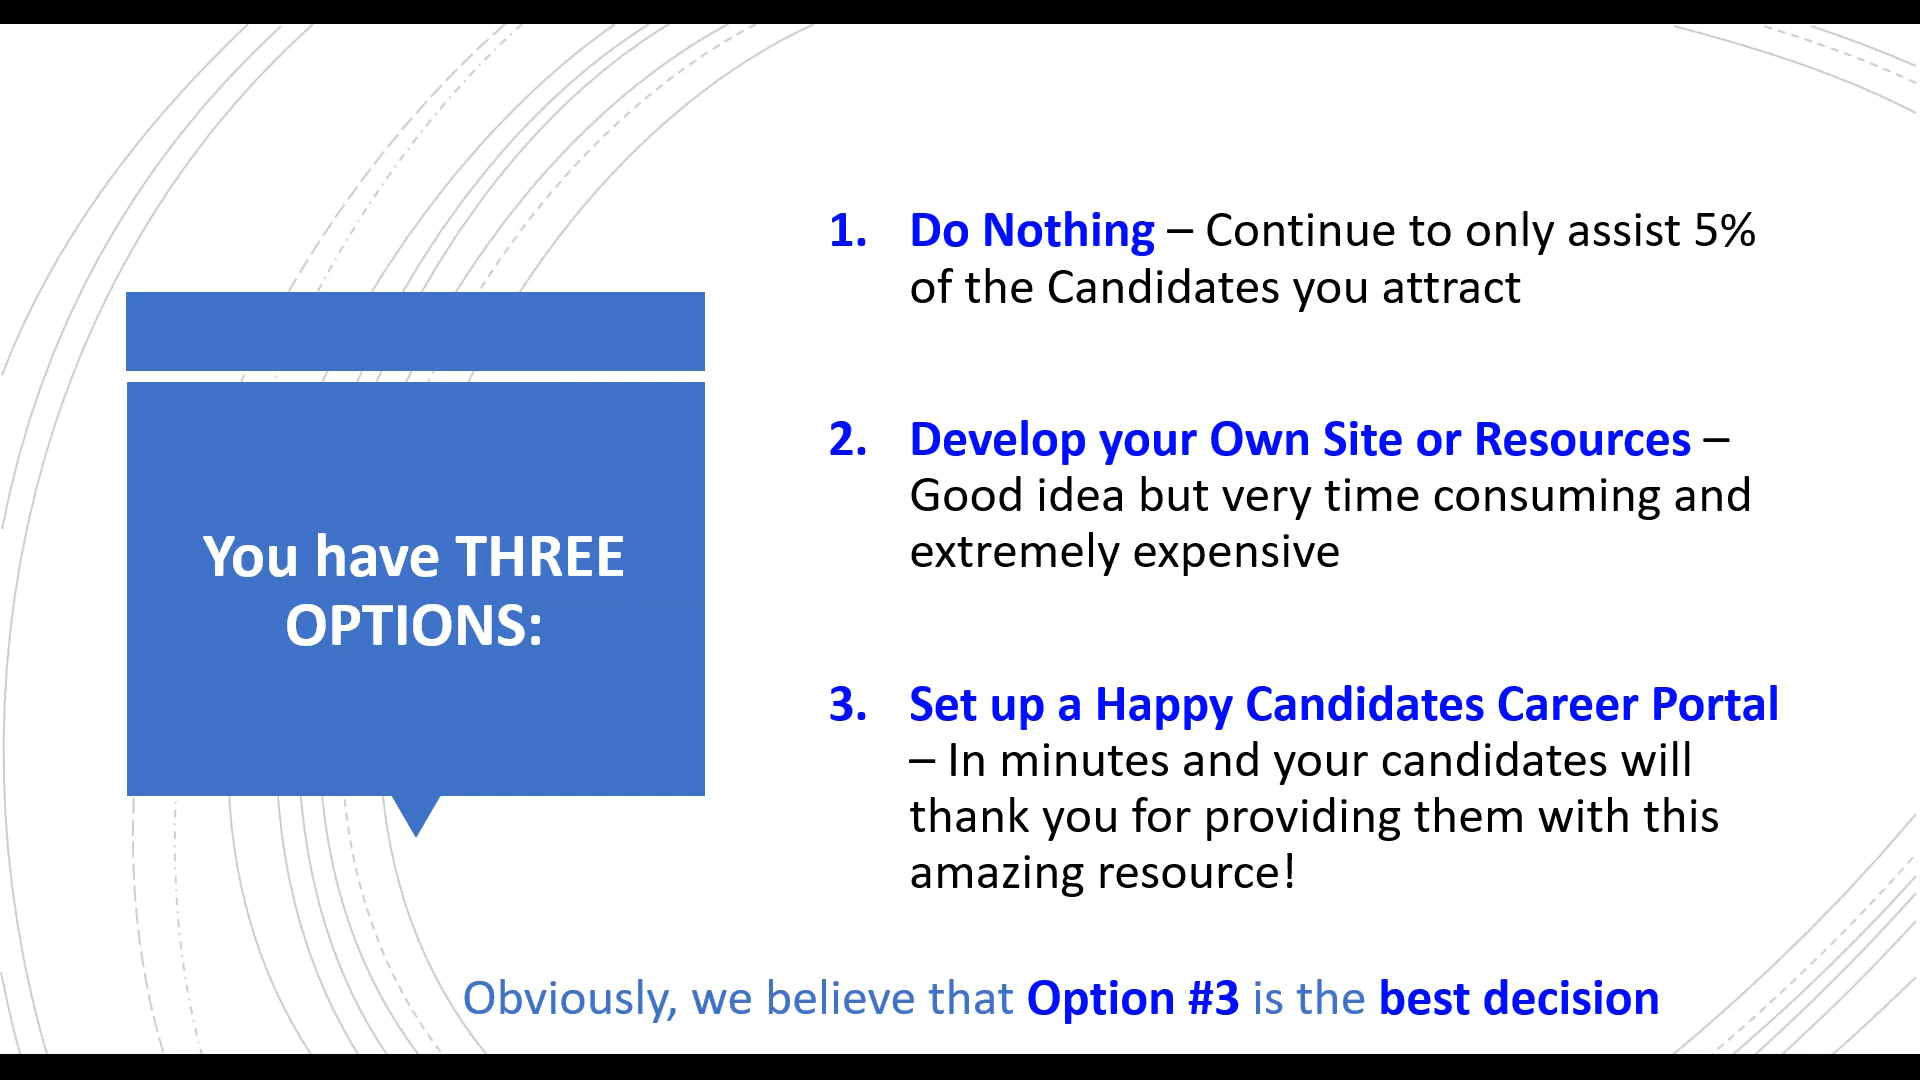 You have THREE
OPTIONS:
1. Do Nothing – Continue to only assist 5%
of the Candidates you attract
2. Develop your Own Site or Resources –
Good idea but very time consuming and
extremely expensive
3. Set up a Happy Candidates Career Portal
– In minutes and your candidates will
thank you for providing them with this
amazing resource!
Obviously, we believe that Option #3 is the best decision